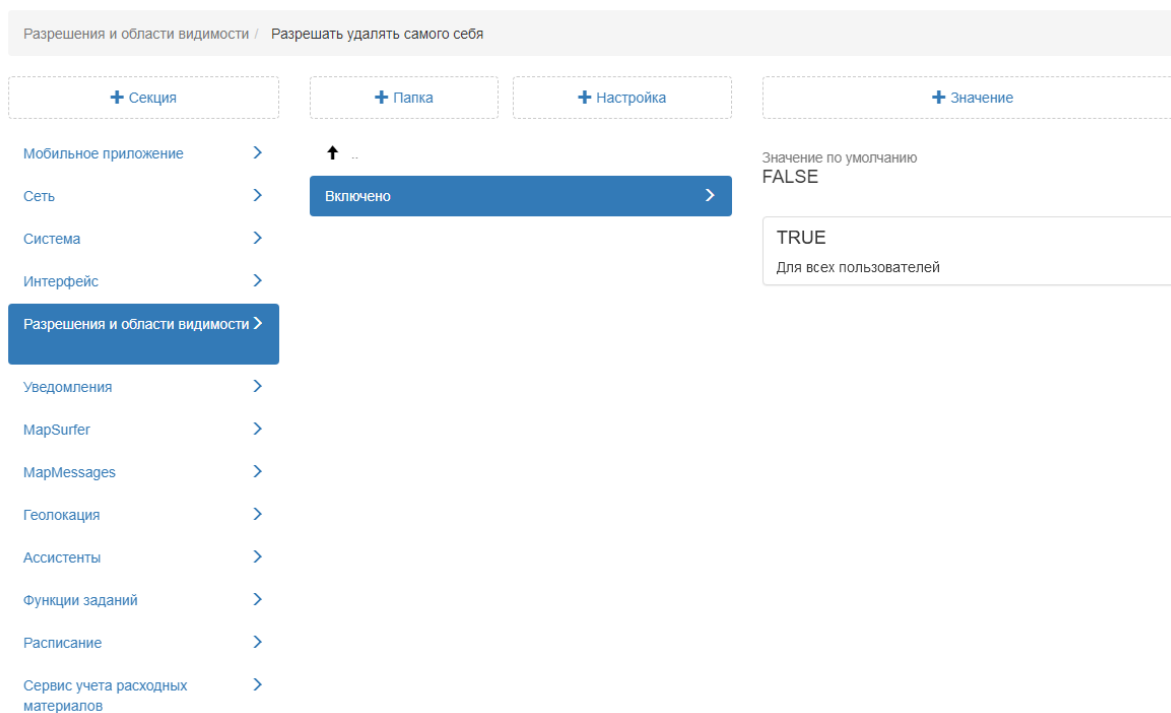 Разрешения и области видимости / Разрешать удалять самого себя
+ Секция
+ Папка
+ Настройка
+ Значение
Мобильное приложение
Сеть
Система
Интерфейс
Разрешения и области видимости
Уведомления
MapSurfer
MapMessages
Геолокация
Ассистенты
Функции заданий
Расписание
Сервис учета расходных
материалов
..
Включено
Значение по умолчанию
FALSE
TRUE
Для всех пользователей